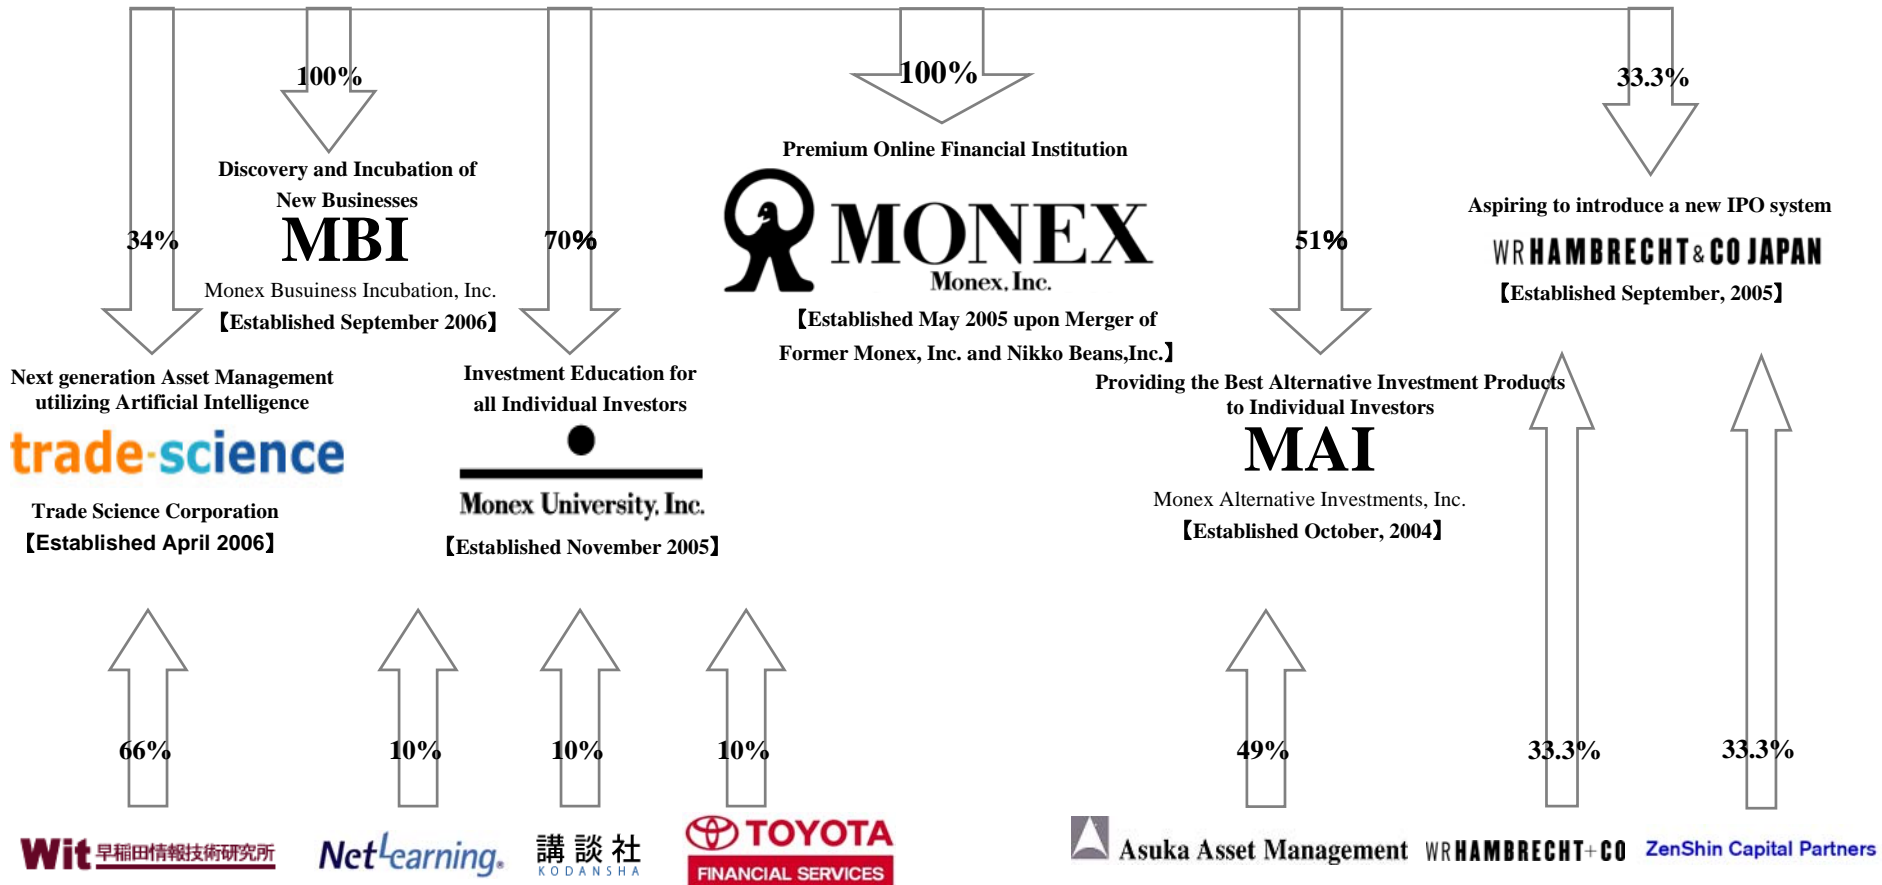 100%
100%
33.3%
Discovery and Incubation of
New Businesses
MBI
Monex Busuiness Incubation, Inc.
【Established September 2006】
34%
70%
Premium Online Financial Institution
MONEX
Monex, Inc.
【Established May 2005 upon Merger of
Former Monex, Inc. and Nikko Beans,Inc.】
51%
Aspiring to introduce a new IPO system
WR HAMBRECHT & CO JAPAN
【Established September, 2005】
Next generation Asset Management
utilizing Artificial Intelligence
trade-science
Trade Science Corporation
【Established April 2006】
Investment Education for
all Individual Investors
Monex University, Inc.
【Established November 2005】
Providing the Best Alternative Investment Products
to Individual Investors
MAI
Monex Alternative Investments, Inc.
【Established October, 2004】
66%
10%
10%
10%
49%
33.3%
33.3%
Wit 早稲田情報技術研究所
NetLearning.
講談社
KODANSHA
TOYOTA
FINANCIAL SERVICES
Asuka Asset Management
WR HAMBRECHT+CO
ZenShin Capital Partners